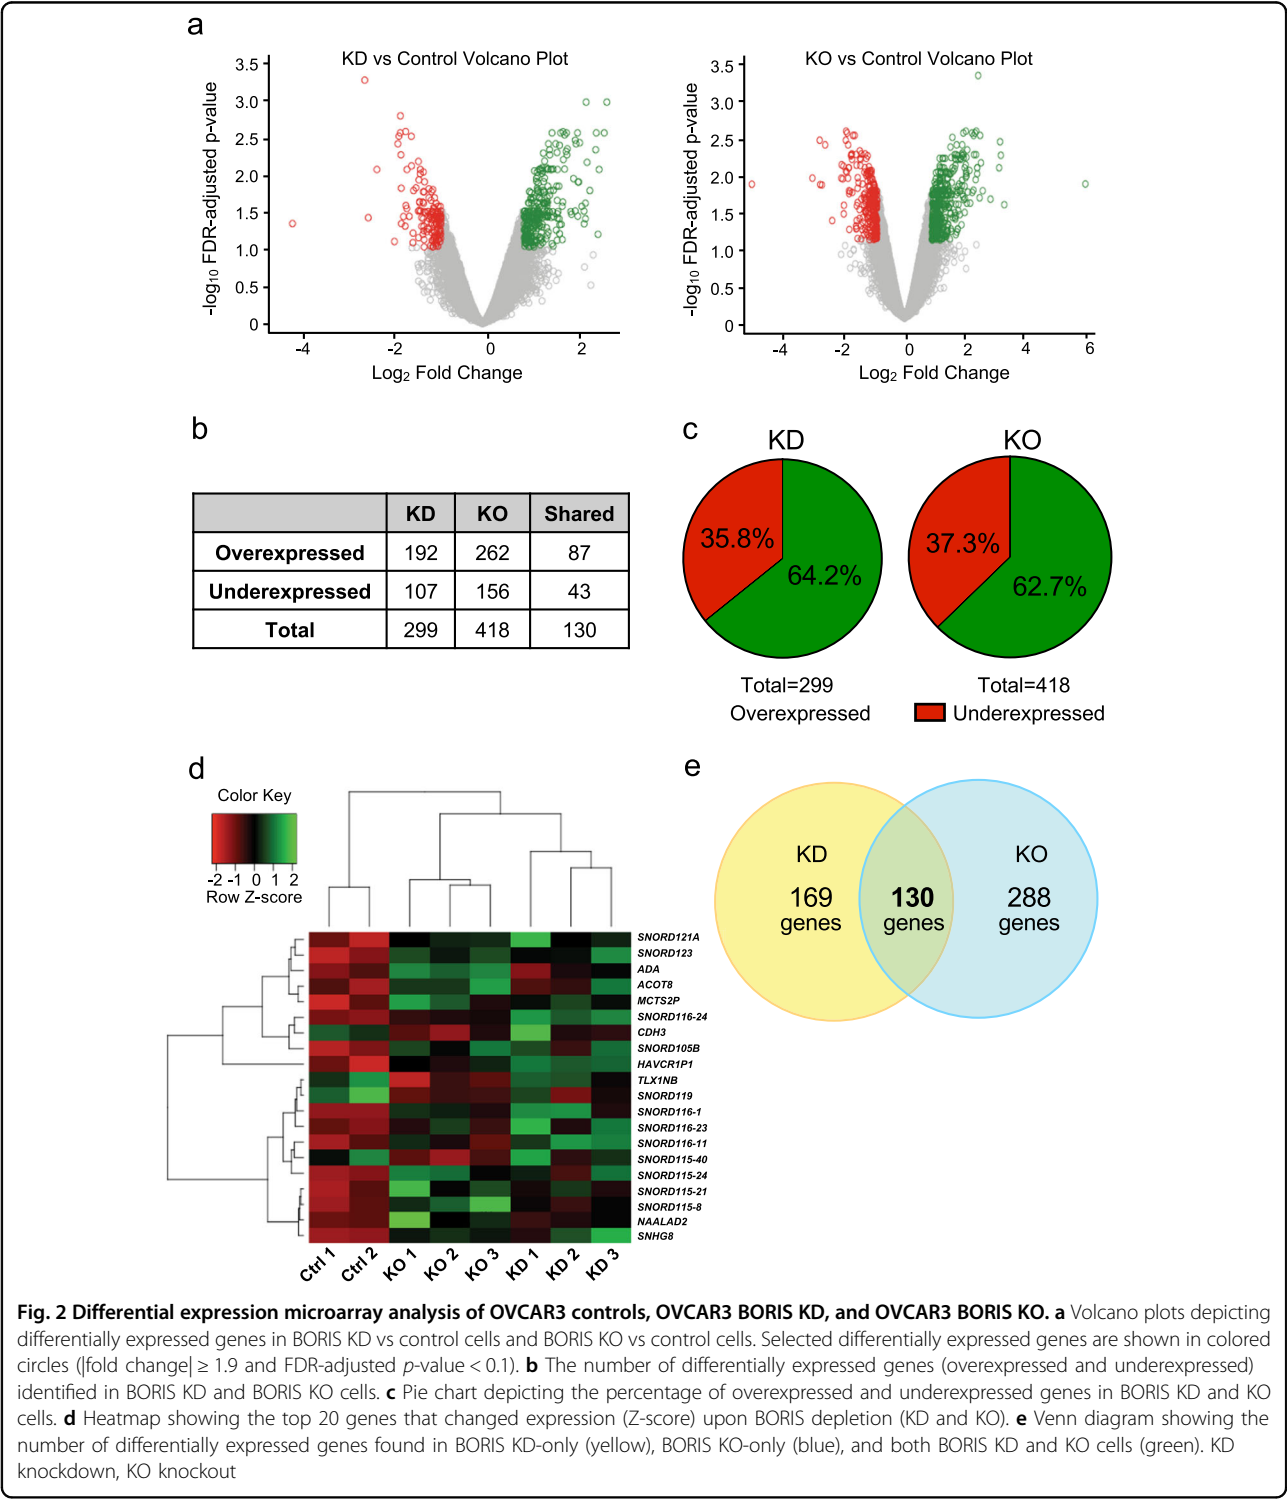 a
KD vs Control Volcano Plot
3.5
3.0
2.5
2.0
1.5
1.0
0.5
0
-log10 FDR-adjusted p-value
-4 -2 0 2
Log2 Fold Change
KO vs Control Volcano Plot
3.5
3.0
2.5
2.0
1.5
1.0
0.5
0
-log10 FDR-adjusted p-value
-4 -2 0 2 4 6
Log2 Fold Change
b
KD KO Shared
Overexpressed 192 262 87
Underexpressed 107 156 43
Total 299 418 130
c
KD
35.8%
64.2%
Total=299
KO
37.3%
62.7%
Total=418
Overexpressed
Underexpressed
d
Color Key
-2 -1 0 1 2
Row Z-score
SNORD121A
SNORD123
ADA
ACOT8
MCTS2P
SNORD116-24
CDH3
SNORD105B
HAVCR1P1
TLX1NB
SNORD119
SNORD116-1
SNORD116-23
SNORD116-11
SNORD115-40
SNORD115-24
SNORD115-21
SNORD115-8
NAALAD2
SNHG8
Ctrl 1 Ctrl 2 KO 1 KO 2 KO 3 KD 1 KD 2 KD 3
e
KD
169
genes
130
genes
KO
288
genes
Fig. 2 Differential expression microarray analysis of OVCAR3 controls, OVCAR3 BORIS KD, and OVCAR3 BORIS KO. a Volcano plots depicting
differentially expressed genes in BORIS KD vs control cells and BORIS KO vs control cells. Selected differentially expressed genes are shown in colored
circles (|fold change| ≥ 1.9 and FDR-adjusted p-value < 0.1). b The number of differentially expressed genes (overexpressed and underexpressed)
identified in BORIS KD and BORIS KO cells. c Pie chart depicting the percentage of overexpressed and underexpressed genes in BORIS KD and KO
cells. d Heatmap showing the top 20 genes that changed expression (Z-score) upon BORIS depletion (KD and KO). e Venn diagram showing the
number of differentially expressed genes found in BORIS KD-only (yellow), BORIS KO-only (blue), and both BORIS KD and KO cells (green). KD
knockdown, KO knockout